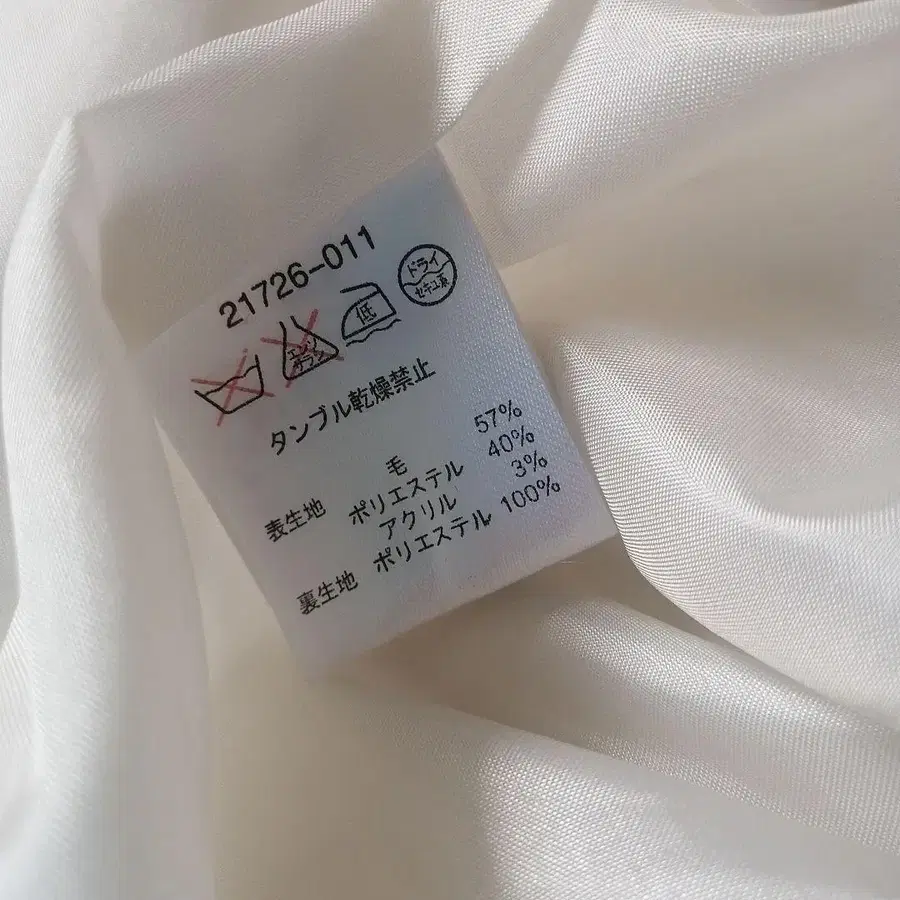 21726-011
エンソ
サラシ
低
ドライ
セキユ系
タンブル乾燥禁止
表生地 毛 57%
ポリエステル 40%
アクリル 3%
裏生地 ポリエステル 100%